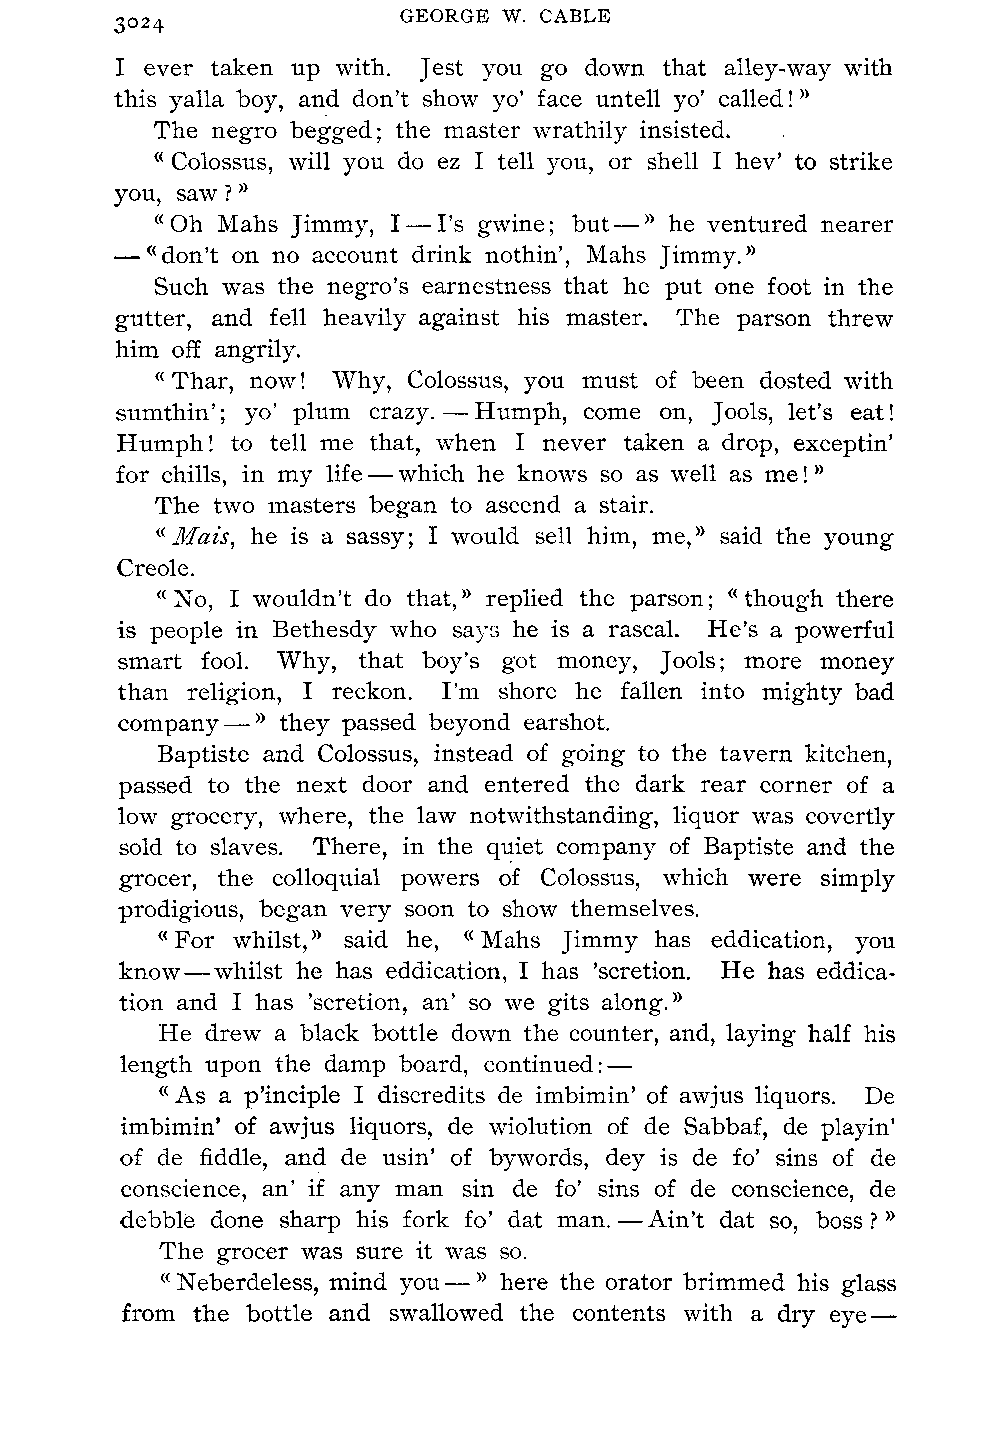 3024
GEORGE W. CABLE
I ever taken up with. Jest you go down that alley-way with
this yalla boy, and don't show yo' face untell yo' called!"
The negro begged; the master wrathily insisted.
"Colossus, will you do ez I tell you, or shell I hev' to strike
you, saw?"
"Oh Mahs Jimmy, I—I's gwine; but—" he ventured nearer
—"don't on no account drink nothin', Mahs Jimmy."
Such was the negro's earnestness that he put one foot in the
gutter, and fell heavily against his master. The parson threw
him off angrily.
"Thar, now! Why, Colossus, you must of been dosted with
sumthin'; yo' plum crazy.—Humph, come on, Jools, let's eat!
Humph! to tell me that, when I never taken a drop, exceptin'
for chills, in my life—which he knows so as well as me!"
The two masters began to ascend a stair.
"Mais, he is a sassy; I would sell him, me," said the young
Creole.
"No, I wouldn't do that," replied the parson; "though there
is people in Bethesdy who says he is a rascal. He's a powerful
smart fool. Why, that boy's got money, Jools; more money
than religion, I reckon. I'm shore he fallen into mighty bad
company—" they passed beyond earshot.
Baptiste and Colossus, instead of going to the tavern kitchen,
passed to the next door and entered the dark rear corner of a
low grocery, where, the law notwithstanding, liquor was covertly
sold to slaves. There, in the quiet company of Baptiste and the
grocer, the colloquial powers of Colossus, which were simply
prodigious, began very soon to show themselves.
"For whilst," said he, "Mahs Jimmy has eddication, you
know—whilst he has eddication, I has 'scretion. He has eddica-
tion and I has 'scretion, an' so we gits along."
He drew a black bottle down the counter, and, laying half his
length upon the damp board, continued:—
"As a p'inciple I discredits de imbimin' of awjus liquors. De
imbimin' of awjus liquors, de wiolution of de Sabbaf, de playin'
of de fiddle, and de usin' of bywords, dey is de fo' sins of de
conscience, an' if any man sin de fo' sins of de conscience, de
debble done sharp his fork fo' dat man.—Ain't dat so, boss?"
The grocer was sure it was so.
"Neberdeless, mind you—" here the orator brimmed his glass
from the bottle and swallowed the contents with a dry eye—